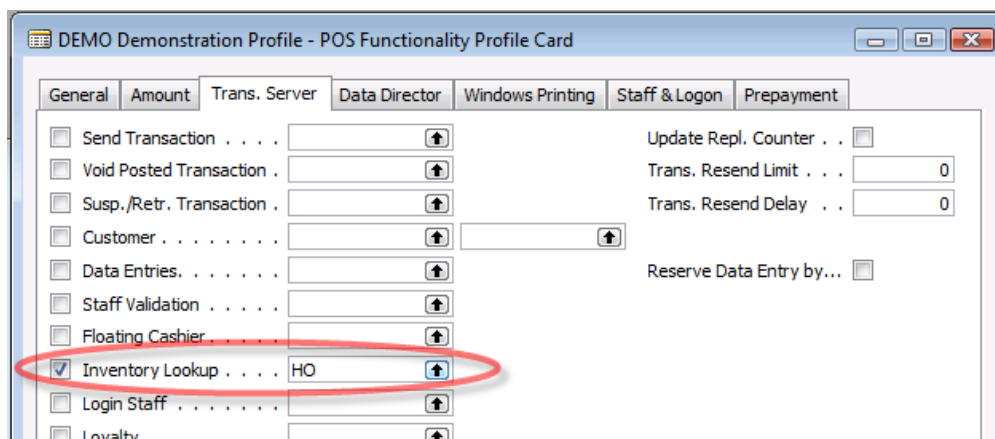 DEMO Demonstration Profile - POS Functionality Profile Card
General Amount Trans. Server Data Director Windows Printing Staff & Logon Prepayment
Send Transaction . . . . Update Repl. Counter . .
Void Posted Transaction . Trans. Resend Limit . . . 0
Susp./Retr. Transaction . Trans. Resend Delay . . 0
Customer . . . . . . . .
Data Entries. . . . . . . Reserve Data Entry by...
Staff Validation . . . . .
Floating Cashier . . . . .
Inventory Lookup . . . . HO
Login Staff . . . . . . .
Loyalty